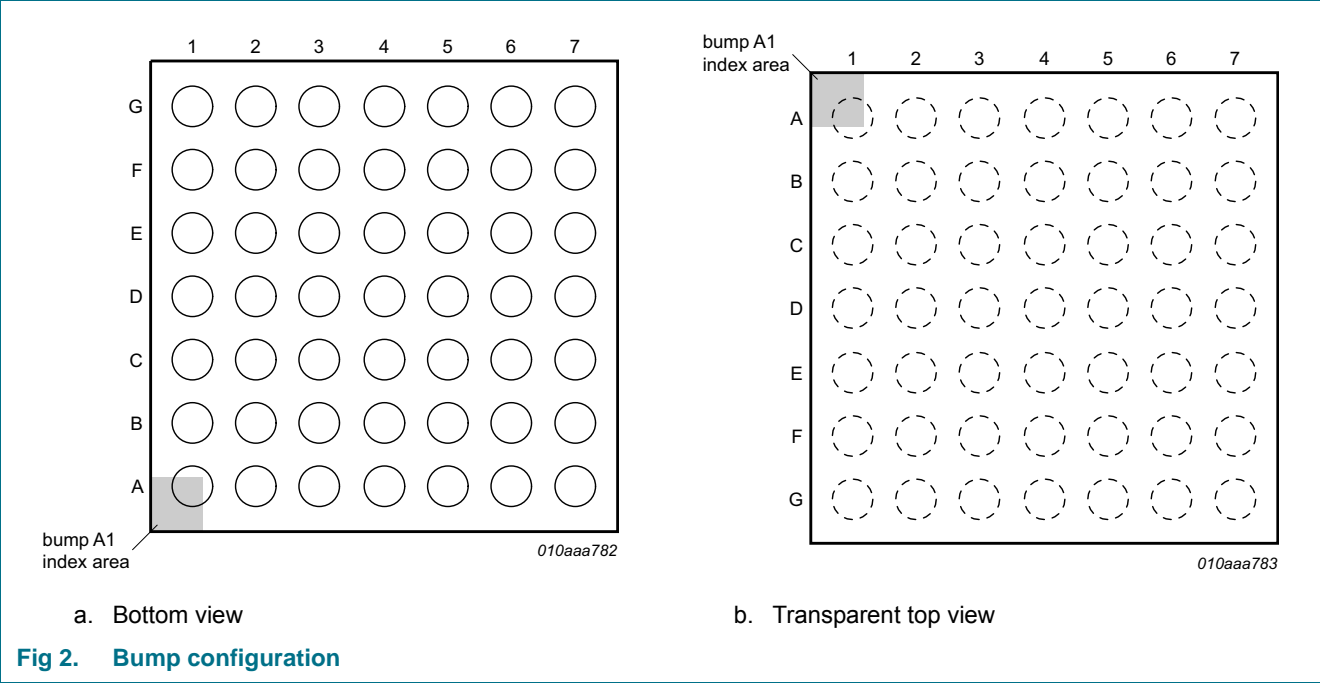 1 2 3 4 5 6 7
G
F
E
D
C
B
A
bump A1
index area
010aaa782
a. Bottom view
bump A1
index area
1 2 3 4 5 6 7
A
B
C
D
E
F
G
010aaa783
b. Transparent top view
Fig 2. Bump configuration